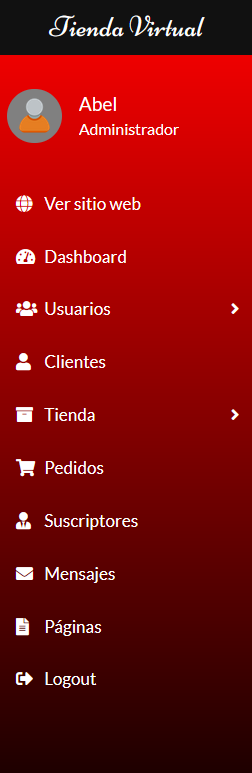 Tienda Virtual
Abel
Administrador
Ver sitio web
Dashboard
Usuarios
Clientes
Tienda
Pedidos
Suscriptores
Mensajes
Páginas
Logout